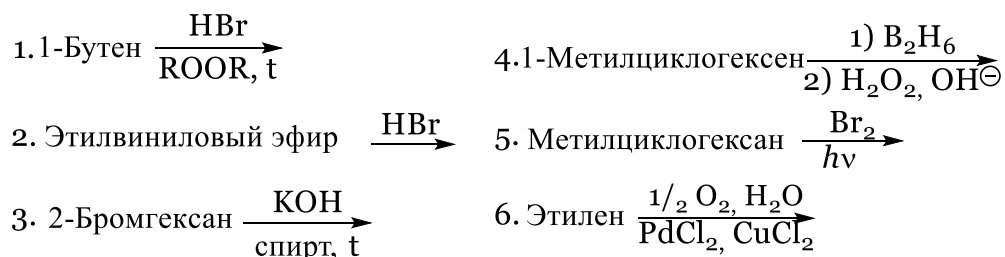 1. 1-Бутен HBr ROOR, t
2. Этилвиниловый эфир HBr
3. 2-Бромгексан KOH спирт, t
4. 1-Метилциклогексен 1) B₂H₆ 2) H₂O₂, OH⊖
5. Метилциклогексан Br₂ hν
6. Этилен 1/₂ O₂, H₂O PdCl₂, CuCl₂